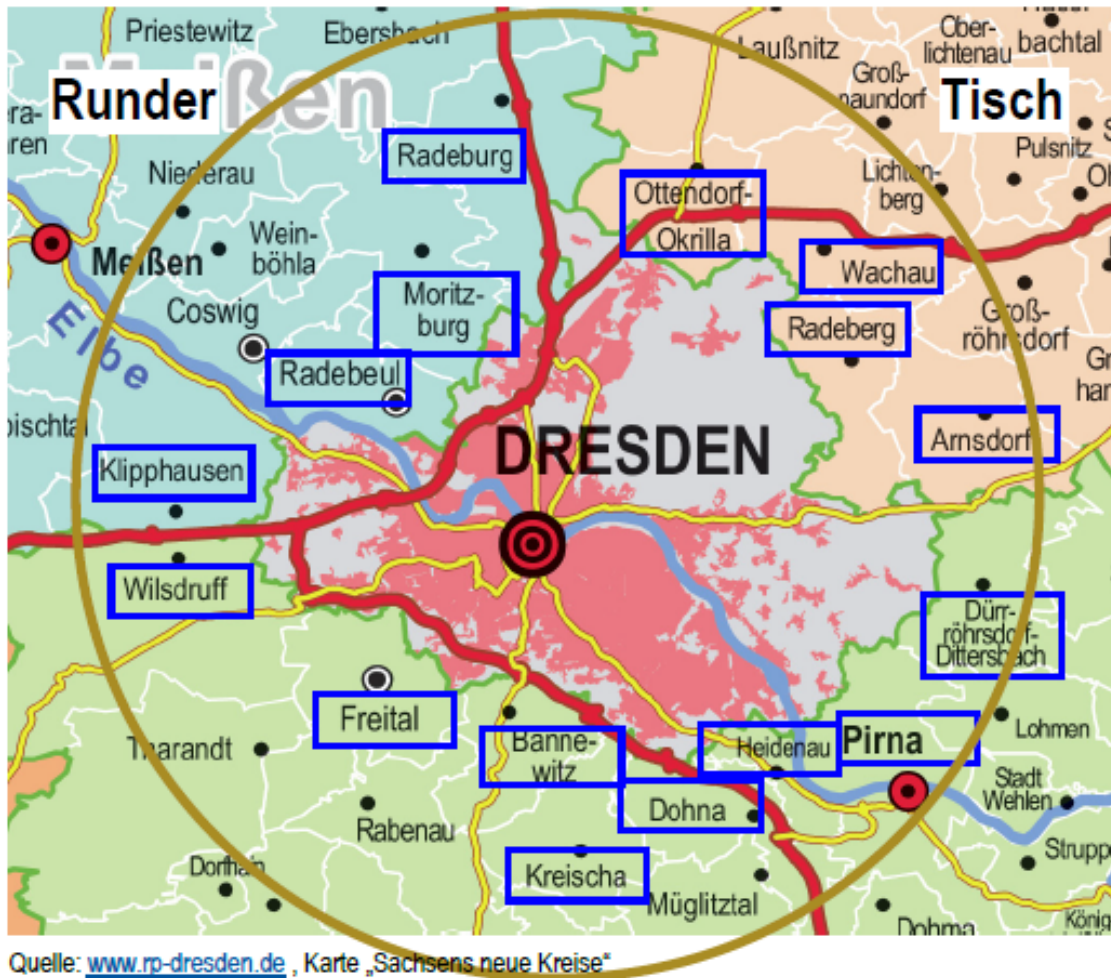 Priestewitz
Ebersbach
Laußnitz
Ober-
lichtenau
bachtal
Groß-
naundorf
Runder
Meißen
Tisch
Radeburg
Niederau
Lichten-
berg
Pulsnitz
Ottendorf-
Okrilla
Wein-
böhla
Meißen
Wachau
Coswig
Moritz-
burg
Radeberg
Groß-
röhrsdorf
Elbe
Radebeul
DRESDEN
Arnsdorf
Klipphausen
Wilsdruff
Dürr-
röhrsdorf-
Dittersbach
Freital
Tharandt
Banne-
witz
Heidenau
Pirna
Lohmen
Stadt
Wehlen
Rabenau
Dohna
Struppe
Dorfhain
Kreischa
Müglitztal
Dohma
Quelle: www.rp-dresden.de , Karte „Sachsens neue Kreise“